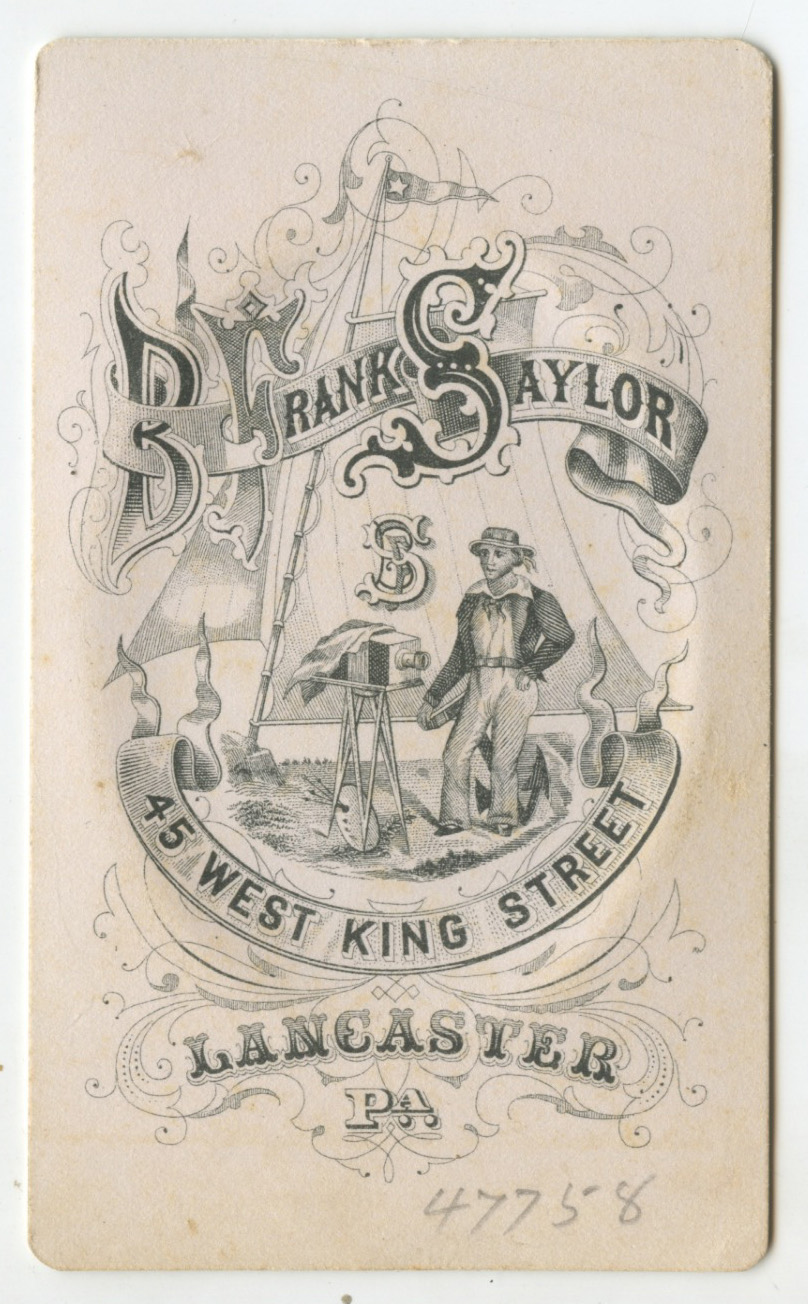 B Frank Saylor
45 WEST KING STREET
LANCASTER
PA.
47758